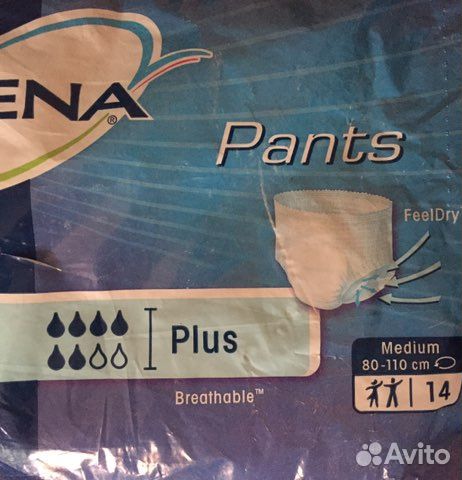 ENA®
Pants
FeelDry
Plus
Breathable™
Medium
80-110 cm
14
Avito